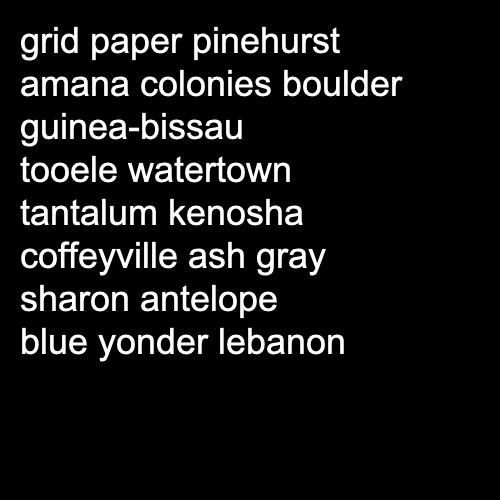 grid paper pinehurst
amana colonies boulder
guinea-bissau
tooele watertown
tantalum kenosha
coffeyville ash gray
sharon antelope
blue yonder lebanon